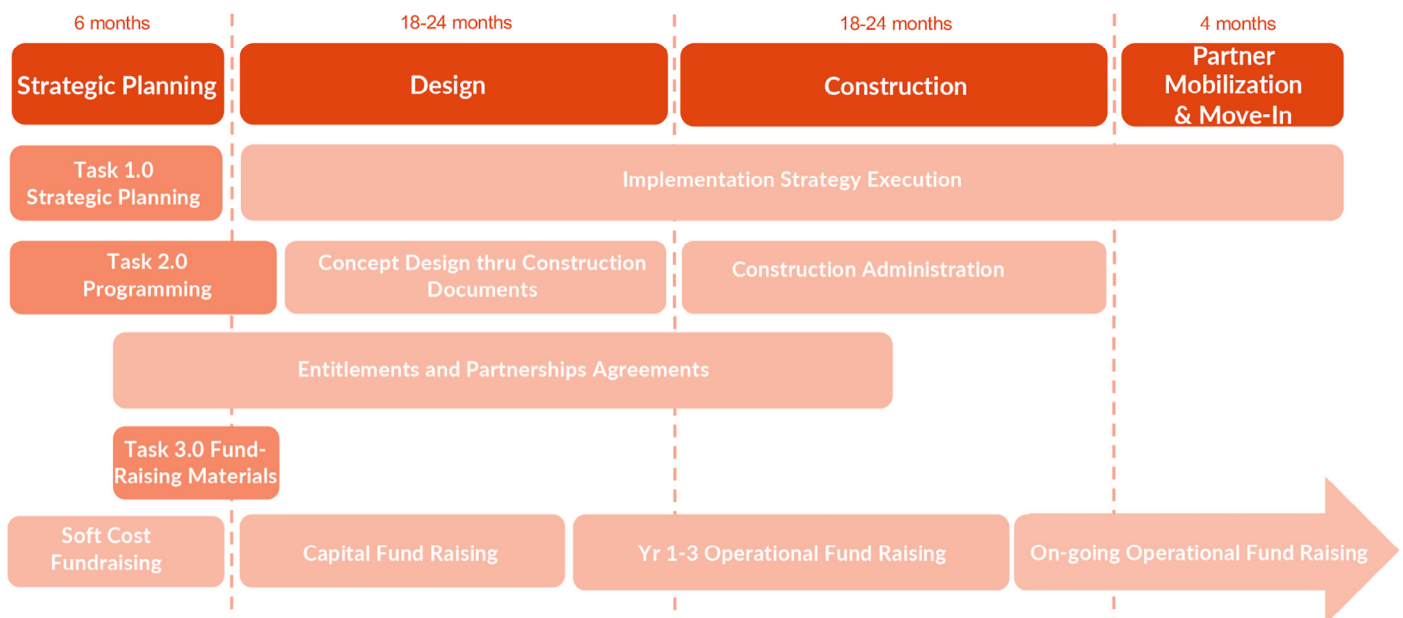 6 months
18-24 months
18-24 months
4 months
Strategic Planning
Design
Construction
Partner
Mobilization
& Move-In
Task 1.0
Strategic Planning
Implementation Strategy Execution
Task 2.0
Programming
Concept Design thru Construction
Documents
Construction Administration
Entitlements and Partnerships Agreements
Task 3.0 Fund-
Raising Materials
Soft Cost
Fundraising
Capital Fund Raising
Yr 1-3 Operational Fund Raising
On-going Operational Fund Raising